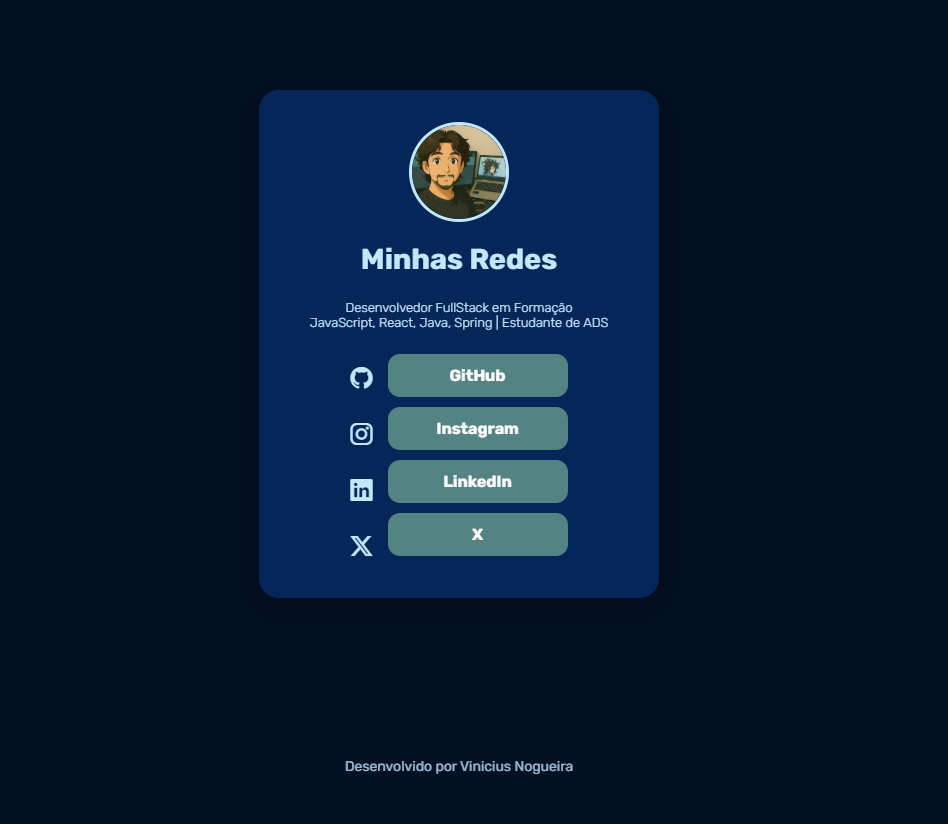 Minhas Redes
Desenvolvedor FullStack em Formação
JavaScript, React, Java, Spring | Estudante de ADS
GitHub
Instagram
LinkedIn
X
Desenvolvido por Vinicius Nogueira